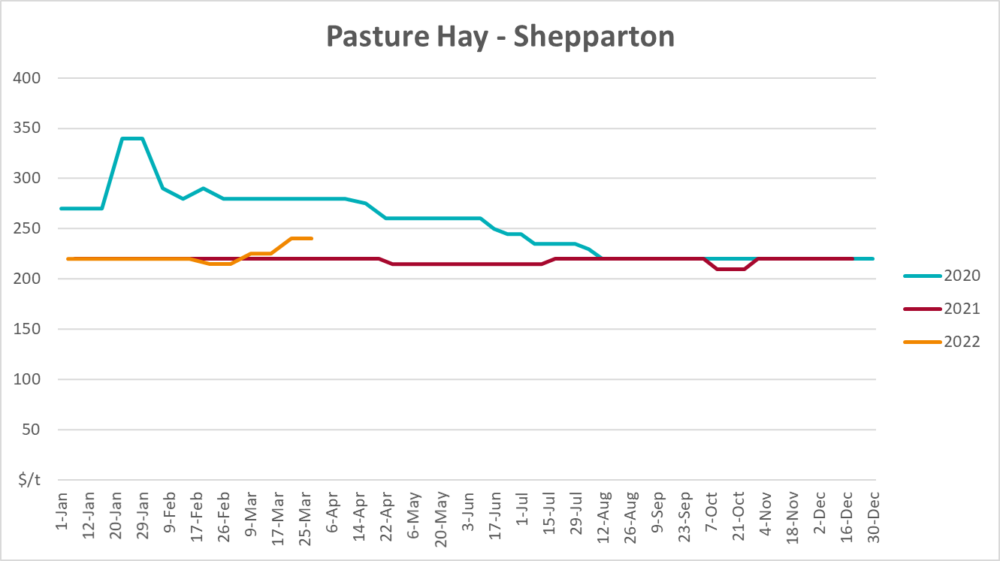 Pasture Hay - Shepparton
400
350
300
250
200
150
100
50
$/t
1-Jan
12-Jan
20-Jan
29-Jan
9-Feb
17-Feb
26-Feb
9-Mar
17-Mar
25-Mar
6-Apr
14-Apr
22-Apr
6-May
20-May
3-Jun
17-Jun
1-Jul
15-Jul
29-Jul
12-Aug
26-Aug
9-Sep
23-Sep
7-Oct
21-Oct
4-Nov
18-Nov
2-Dec
16-Dec
30-Dec
2020
2021
2022